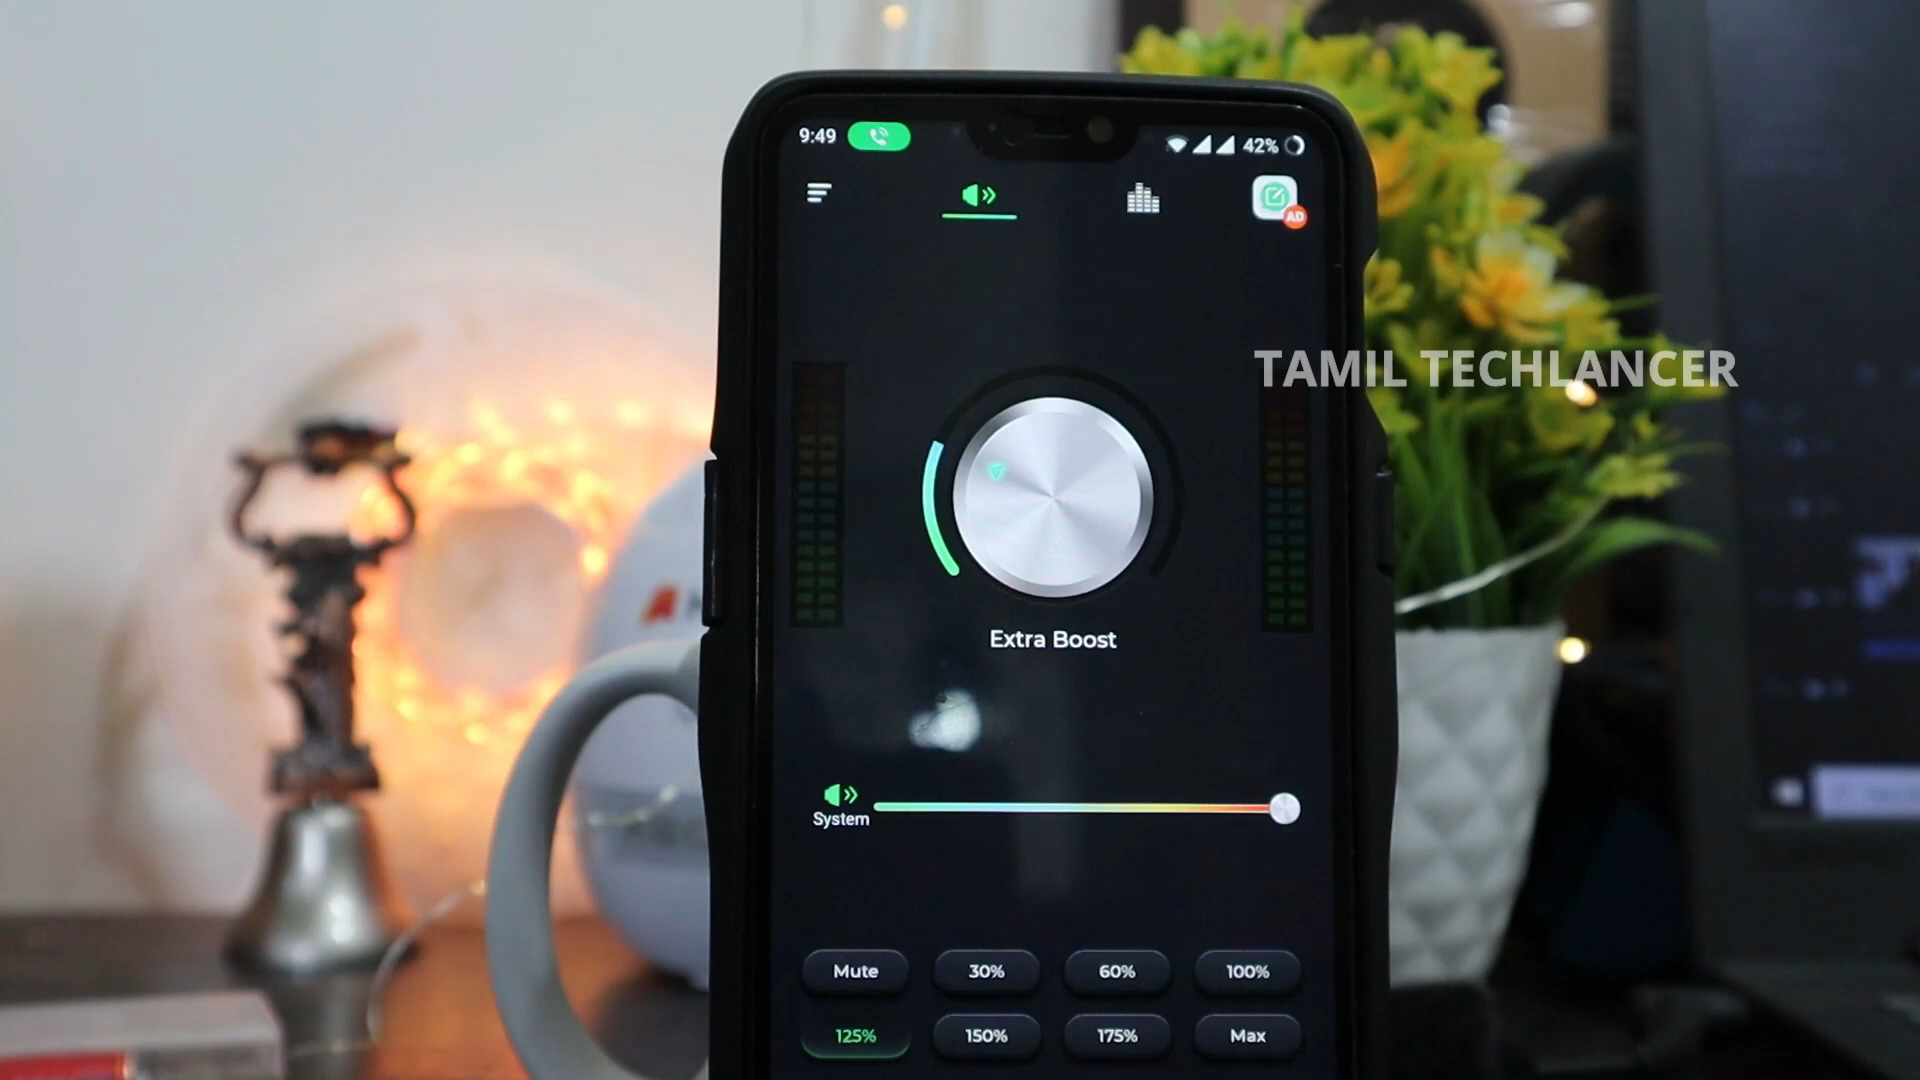 9:49
42%
AD
TAMIL TECHLANCER
Extra Boost
System
Mute 30% 60% 100%
125% 150% 175% Max